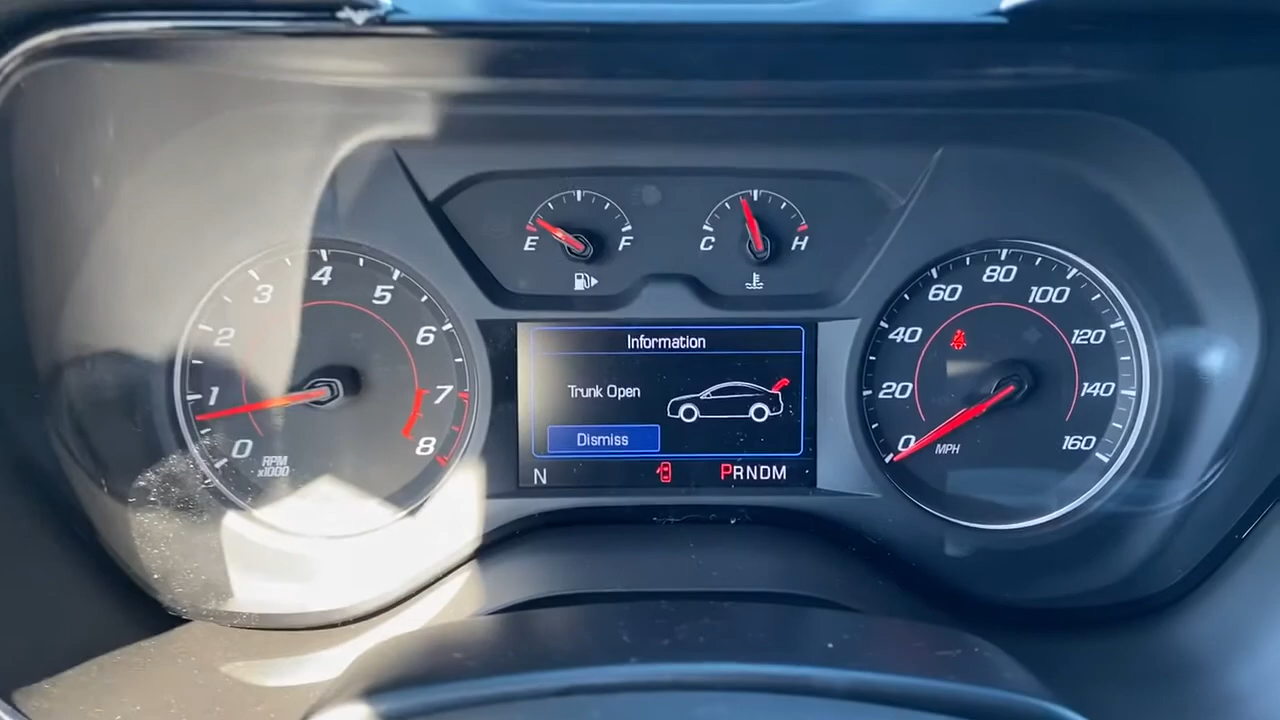 E F
C H
0 1 2 3 4 5 6 7 8
RPM
x1000
Information
Trunk Open
Dismiss
N PRNDM
0 20 40 60 80 100 120 140 160
MPH